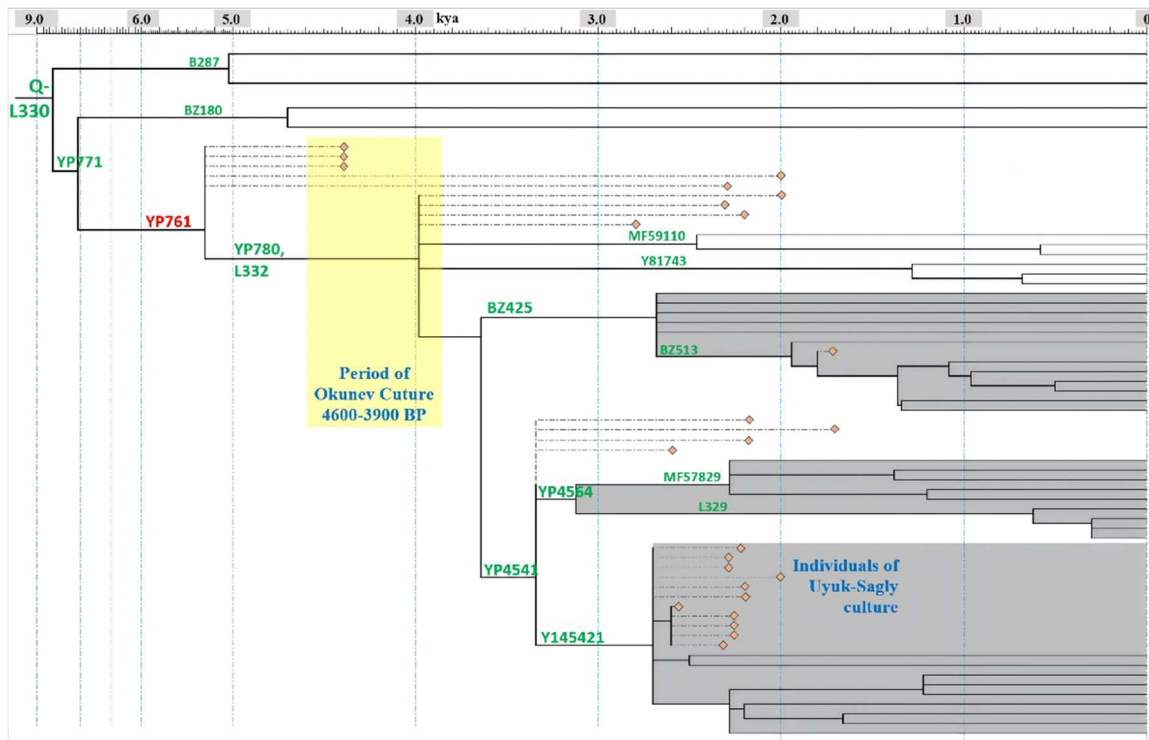 9.0 6.0 5.0 4.0 kya 3.0 2.0 1.0 0
B287
Q-
L330
BZ180
YP771
YP761
MF59110
YP780,
L332
Y81743
BZ425
BZ513
Period of
Okunev Cuture
4600-3900 BP
MF57829
YP4564
L329
Individuals of
Uyuk-Sagly
culture
YP4541
Y145421